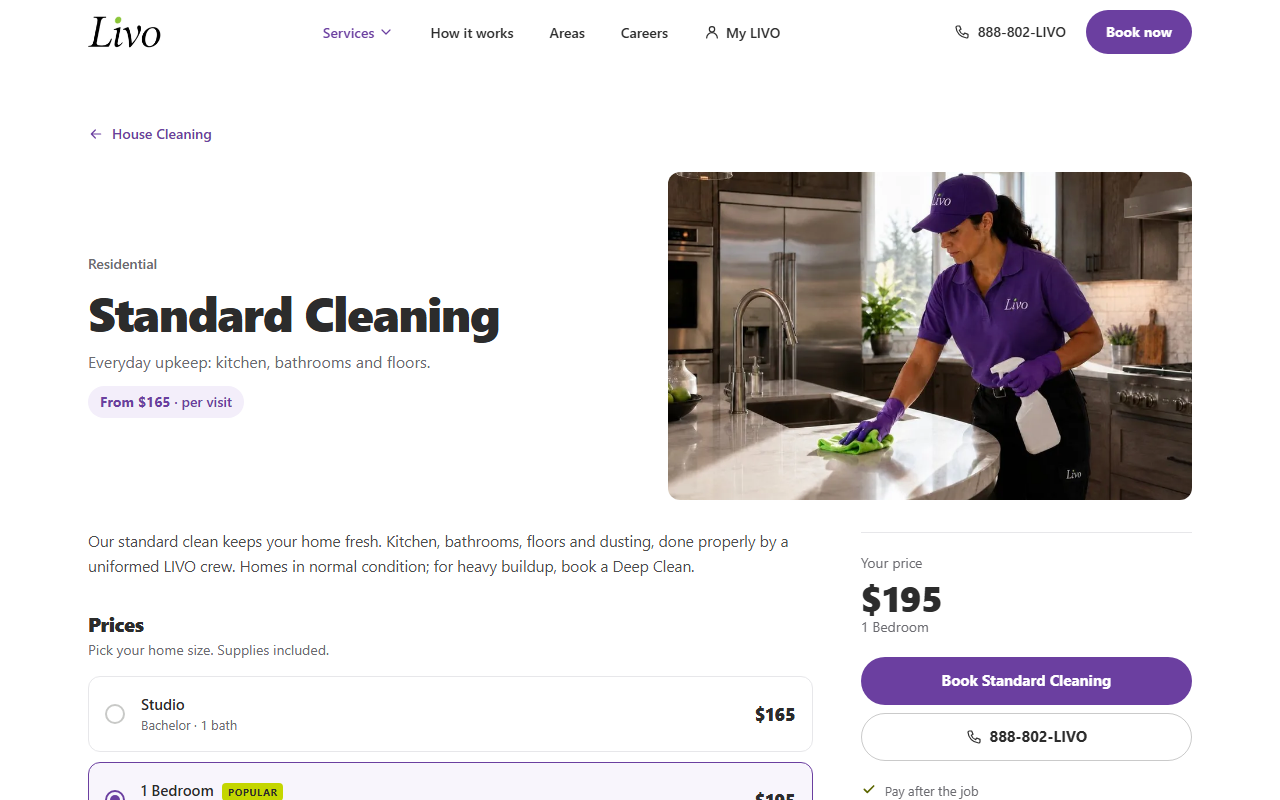 Livo
Services
How it works
Areas
Careers
My LIVO
888-802-LIVO
Book now
House Cleaning
Residential
Standard Cleaning
Everyday upkeep: kitchen, bathrooms and floors.
From $165 · per visit
Livo
Livo
Livo
Our standard clean keeps your home fresh. Kitchen, bathrooms, floors and dusting, done properly by a
uniformed LIVO crew. Homes in normal condition; for heavy buildup, book a Deep Clean.
Prices
Pick your home size. Supplies included.
Studio
Bachelor · 1 bath
$165
1 Bedroom
POPULAR
$195
Your price
$195
1 Bedroom
Book Standard Cleaning
888-802-LIVO
Pay after the job